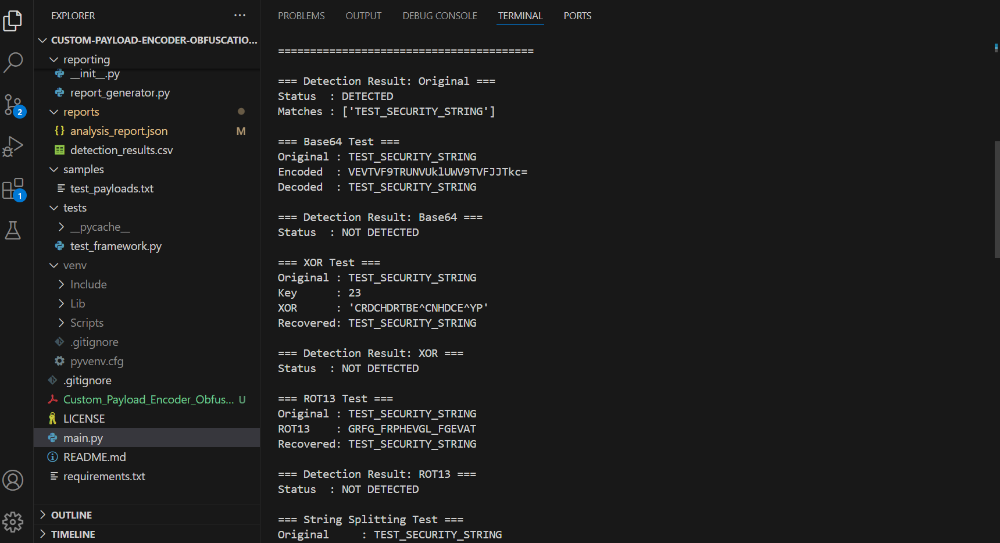 EXPLORER
CUSTOM-PAYLOAD-ENCODER-OBFUSCATIO...
reporting
__init__.py
report_generator.py
reports
analysis_report.json M
detection_results.csv
samples
test_payloads.txt
tests
__pycache__
test_framework.py
venv
Include
Lib
Scripts
.gitignore
pyvenv.cfg
.gitignore
Custom_Payload_Encoder_Obfus... U
LICENSE
main.py
README.md
requirements.txt
OUTLINE
TIMELINE
2
1
PROBLEMS OUTPUT DEBUG CONSOLE TERMINAL PORTS
========================================
=== Detection Result: Original ===
Status : DETECTED
Matches : ['TEST_SECURITY_STRING']
=== Base64 Test ===
Original : TEST_SECURITY_STRING
Encoded : VEVTVF9TRUNVUklUWV9TVFJJTkc=
Decoded : TEST_SECURITY_STRING
=== Detection Result: Base64 ===
Status : NOT DETECTED
=== XOR Test ===
Original : TEST_SECURITY_STRING
Key : 23
XOR : 'CRDCHDRTBE^CNHDCE^YP'
Recovered: TEST_SECURITY_STRING
=== Detection Result: XOR ===
Status : NOT DETECTED
=== ROT13 Test ===
Original : TEST_SECURITY_STRING
ROT13 : GRFG_FRPHEVGL_FGEVAT
Recovered: TEST_SECURITY_STRING
=== Detection Result: ROT13 ===
Status : NOT DETECTED
=== String Splitting Test ===
Original : TEST_SECURITY_STRING